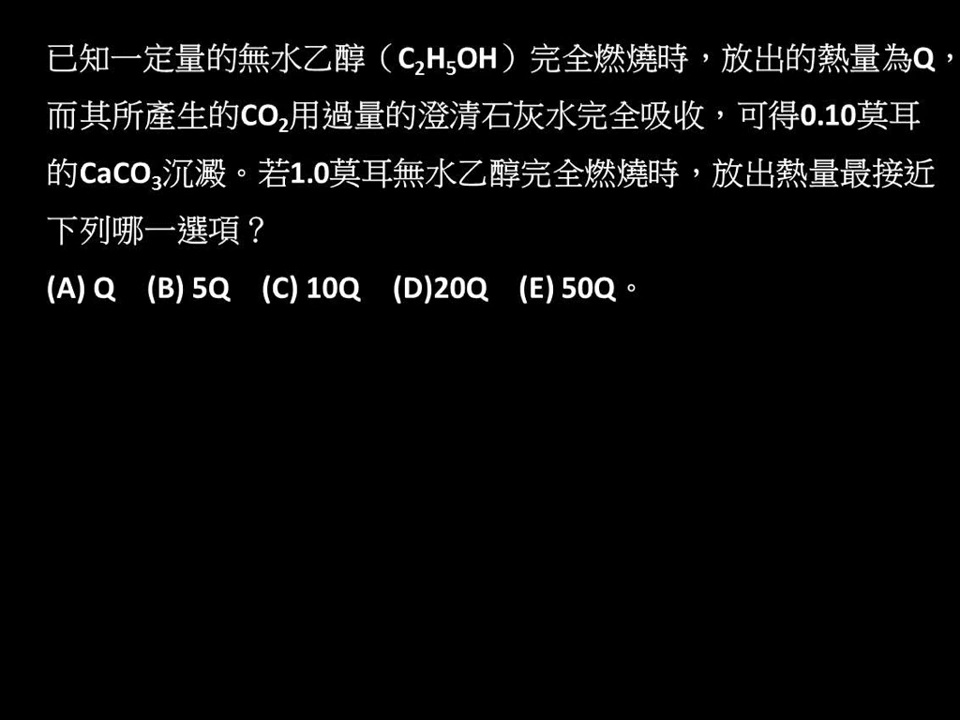 已知一定量的無水乙醇（C₂H₅OH）完全燃燒時，放出的熱量為Q，
而其所產生的CO₂用過量的澄清石灰水完全吸收，可得0.10莫耳
的CaCO₃沉澱。若1.0莫耳無水乙醇完全燃燒時，放出熱量最接近
下列哪一選項？
(A) Q (B) 5Q (C) 10Q (D)20Q (E) 50Q。